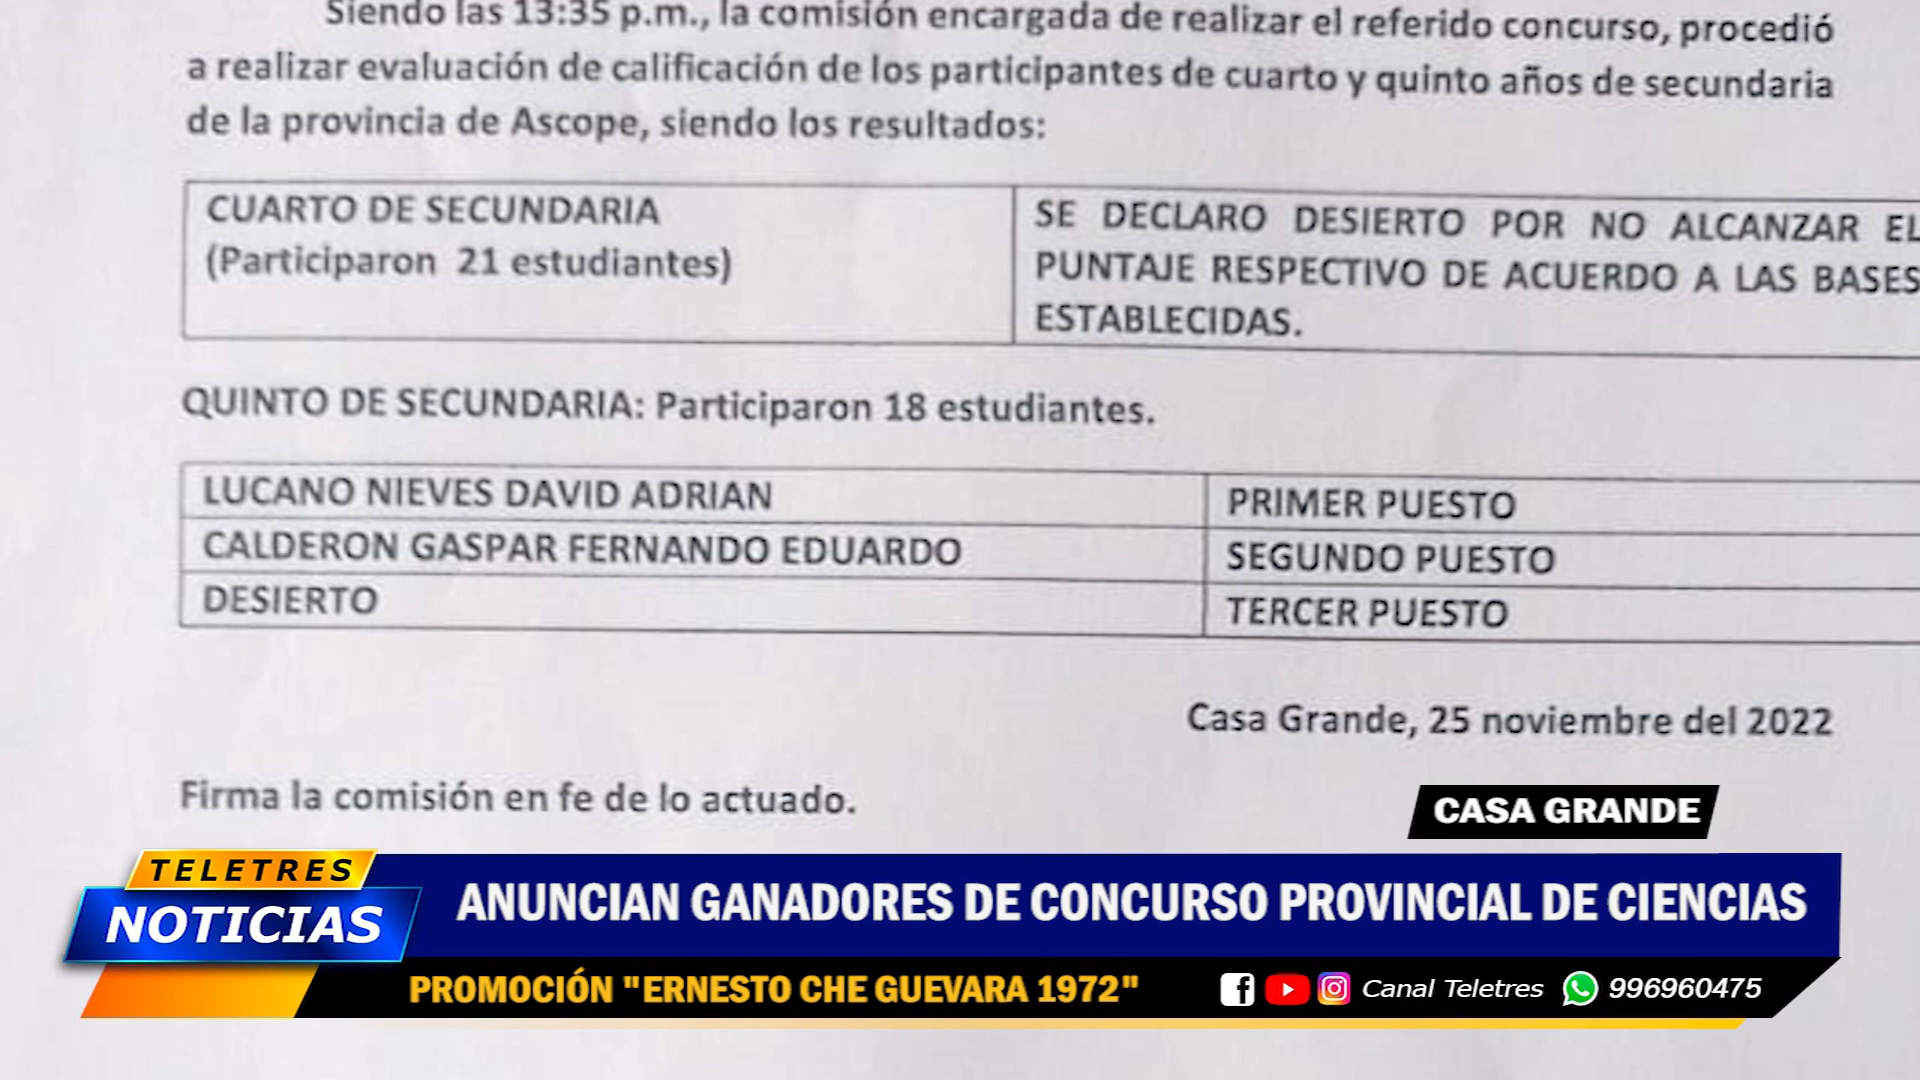 Siendo las 13:35 p.m., la comisión encargada de realizar el referido concurso, procedió
a realizar evaluación de calificación de los participantes de cuarto y quinto años de secundaria
de la provincia de Ascope, siendo los resultados:
CUARTO DE SECUNDARIA
(Participaron 21 estudiantes)
SE DECLARO DESIERTO POR NO ALCANZAR EL
PUNTAJE RESPECTIVO DE ACUERDO A LAS BASES
ESTABLECIDAS.
QUINTO DE SECUNDARIA: Participaron 18 estudiantes.
LUCANO NIEVES DAVID ADRIAN PRIMER PUESTO
CALDERON GASPAR FERNANDO EDUARDO SEGUNDO PUESTO
DESIERTO TERCER PUESTO
Casa Grande, 25 noviembre del 2022
Firma la comisión en fe de lo actuado.
CASA GRANDE
TELETRES
NOTICIAS
ANUNCIAN GANADORES DE CONCURSO PROVINCIAL DE CIENCIAS
PROMOCIÓN "ERNESTO CHE GUEVARA 1972"
Canal Teletres 996960475